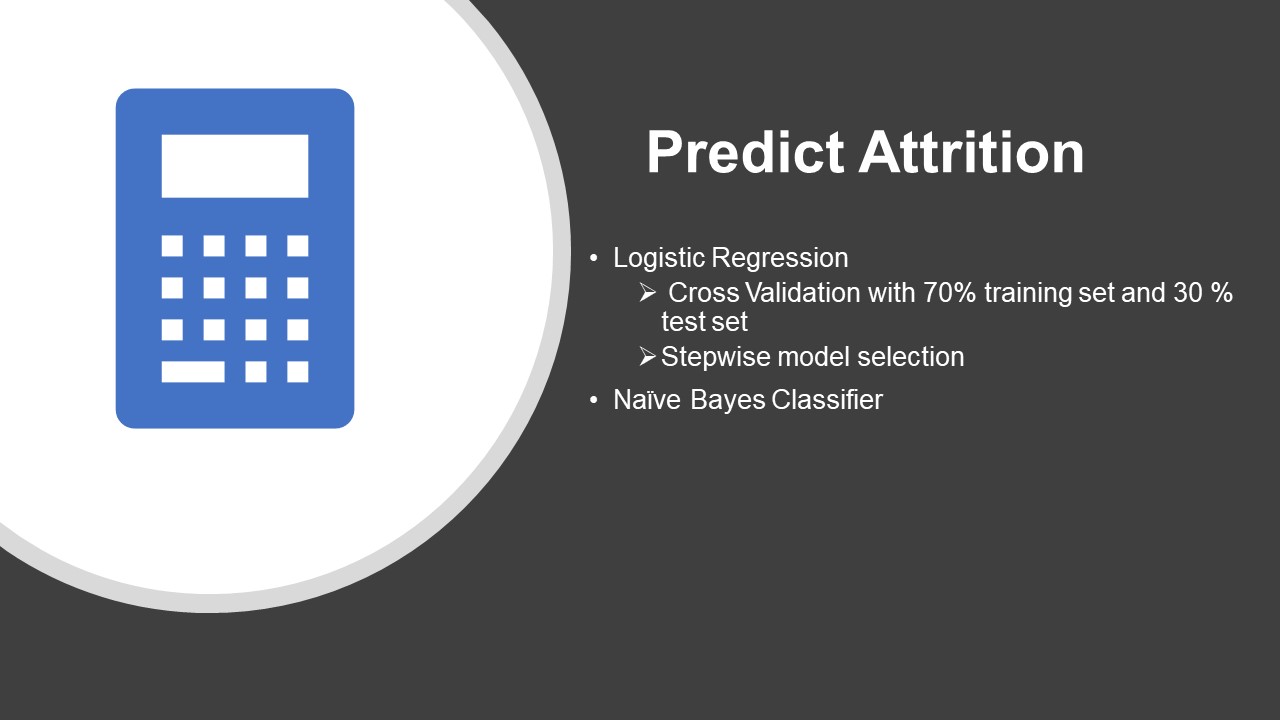 Predict Attrition
• Logistic Regression
➢ Cross Validation with 70% training set and 30 %
test set
➢Stepwise model selection
• Naïve Bayes Classifier